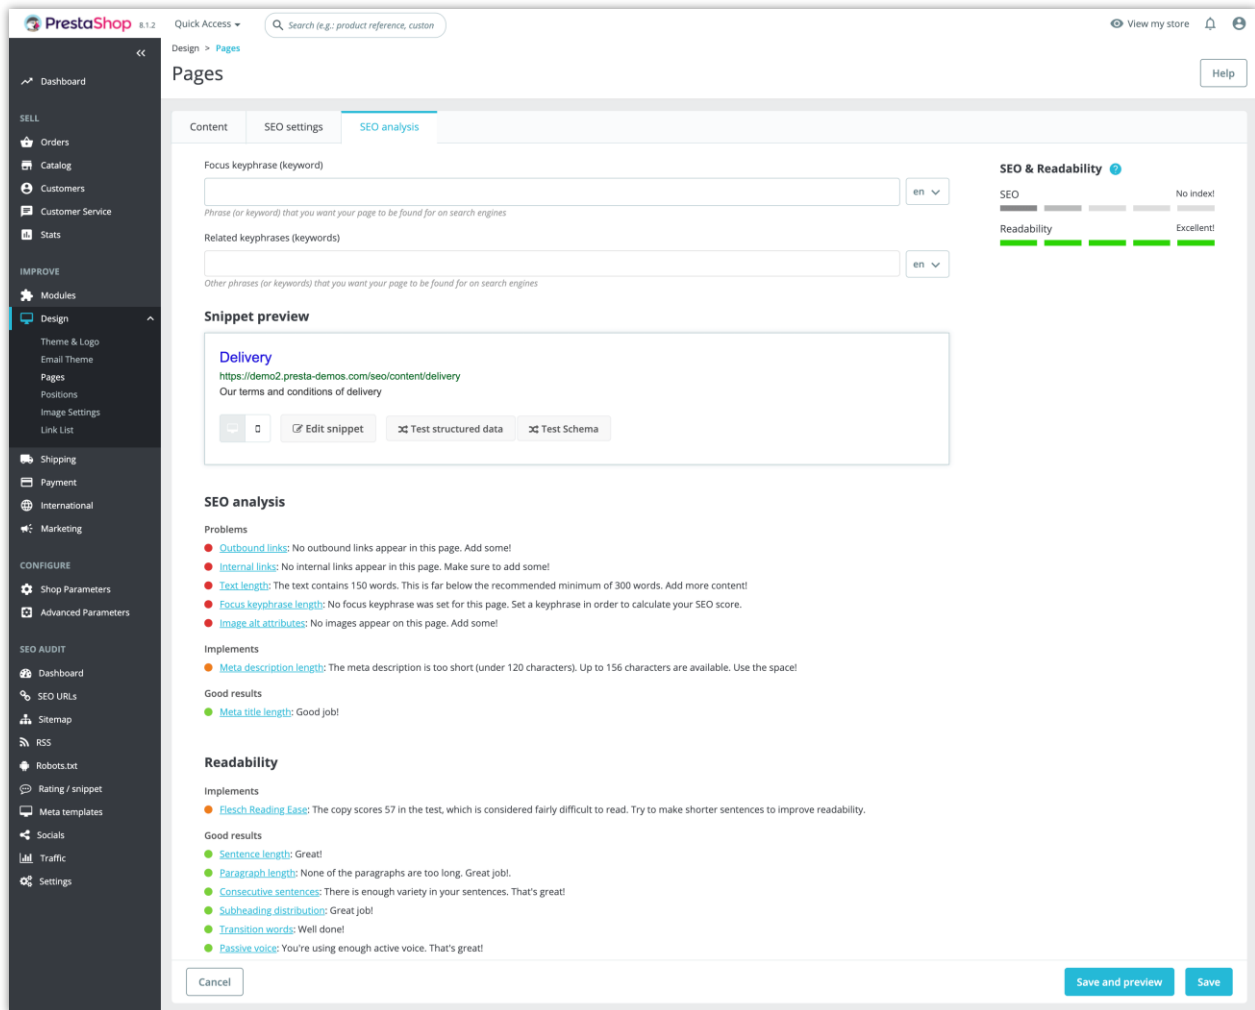 PrestaShop 8.1.2
Quick Access
Search (e.g.: product reference, custon
View my store
Design > Pages
Pages
Help
Dashboard
SELL
Orders
Catalog
Customers
Customer Service
Stats
IMPROVE
Modules
Design
Theme & Logo
Email Theme
Pages
Positions
Image Settings
Link List
Shipping
Payment
International
Marketing
CONFIGURE
Shop Parameters
Advanced Parameters
SEO AUDIT
Dashboard
SEO URLs
Sitemap
RSS
Robots.txt
Rating / snippet
Meta templates
Socials
Traffic
Settings
Content
SEO settings
SEO analysis
Focus keyphrase (keyword)
en
Phrase (or keyword) that you want your page to be found for on search engines
Related keyphrases (keywords)
en
Other phrases (or keywords) that you want your page to be found for on search engines
SEO & Readability
SEO No index!
Readability Excellent!
Snippet preview
Delivery
https://demo2.presta-demos.com/seo/content/delivery
Our terms and conditions of delivery
Edit snippet
Test structured data
Test Schema
SEO analysis
Problems
Outbound links: No outbound links appear in this page. Add some!
Internal links: No internal links appear in this page. Make sure to add some!
Text length: The text contains 150 words. This is far below the recommended minimum of 300 words. Add more content!
Focus keyphrase length: No focus keyphrase was set for this page. Set a keyphrase in order to calculate your SEO score.
Image alt attributes: No images appear on this page. Add some!
Implements
Meta description length: The meta description is too short (under 120 characters). Up to 156 characters are available. Use the space!
Good results
Meta title length: Good job!
Readability
Implements
Flesch Reading Ease: The copy scores 57 in the test, which is considered fairly difficult to read. Try to make shorter sentences to improve readability.
Good results
Sentence length: Great!
Paragraph length: None of the paragraphs are too long. Great job!.
Consecutive sentences: There is enough variety in your sentences. That's great!
Subheading distribution: Great job!
Transition words: Well done!
Passive voice: You're using enough active voice. That's great!
Cancel
Save and preview
Save